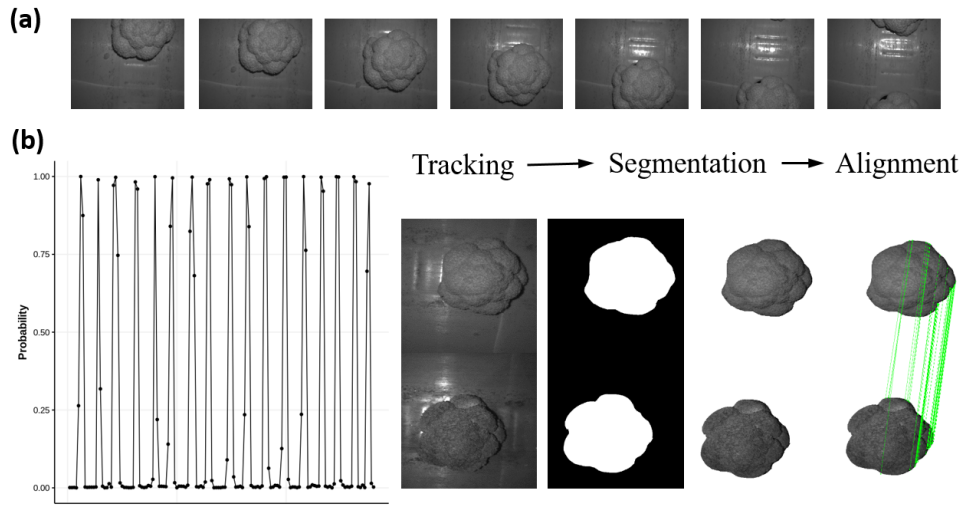 (a)
(b)
Tracking Segmentation Alignment
1.00
0.75
0.50
0.25
0.00
Probability